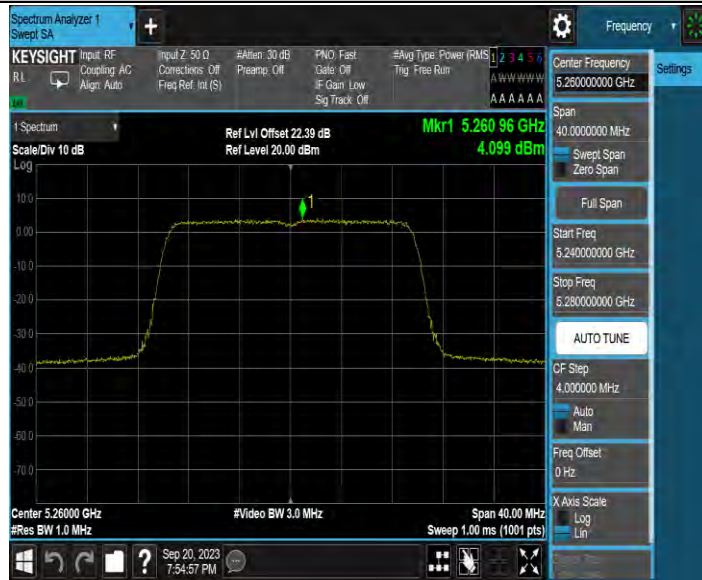 Spectrum Analyzer 1
Swept SA
Frequency
KEYSIGHT
RL
Input: RF
Coupling: AC
Align: Auto
Input Z: 50 Ω
Corrections: Off
Freq Ref: Int (S)
#Atten: 30 dB
Preamp: Off
PNO: Fast
Gate: Off
IF Gain: Low
Sig Track: Off
#Avg Type: Power (RMS
Trig: Free Run
1 2 3 4 5 6
A W W W W W
A A A A A A
1 Spectrum
Scale/Div 10 dB
Ref Lvl Offset 22.39 dB
Ref Level 20.00 dBm
Mkr1 5.260 96 GHz
4.099 dBm
Log
10.0
0.00
-10.0
-20.0
-30.0
-40.0
-50.0
-60.0
-70.0
1
Center 5.26000 GHz
#Res BW 1.0 MHz
#Video BW 3.0 MHz
Span 40.00 MHz
Sweep 1.00 ms (1001 pts)
Sep 20, 2023
7:54:57 PM
Center Frequency
5.260000000 GHz
Settings
Span
40.0000000 MHz
Swept Span
Zero Span
Full Span
Start Freq
5.240000000 GHz
Stop Freq
5.280000000 GHz
AUTO TUNE
CF Step
4.000000 MHz
Auto
Man
Freq Offset
0 Hz
X Axis Scale
Log
Lin